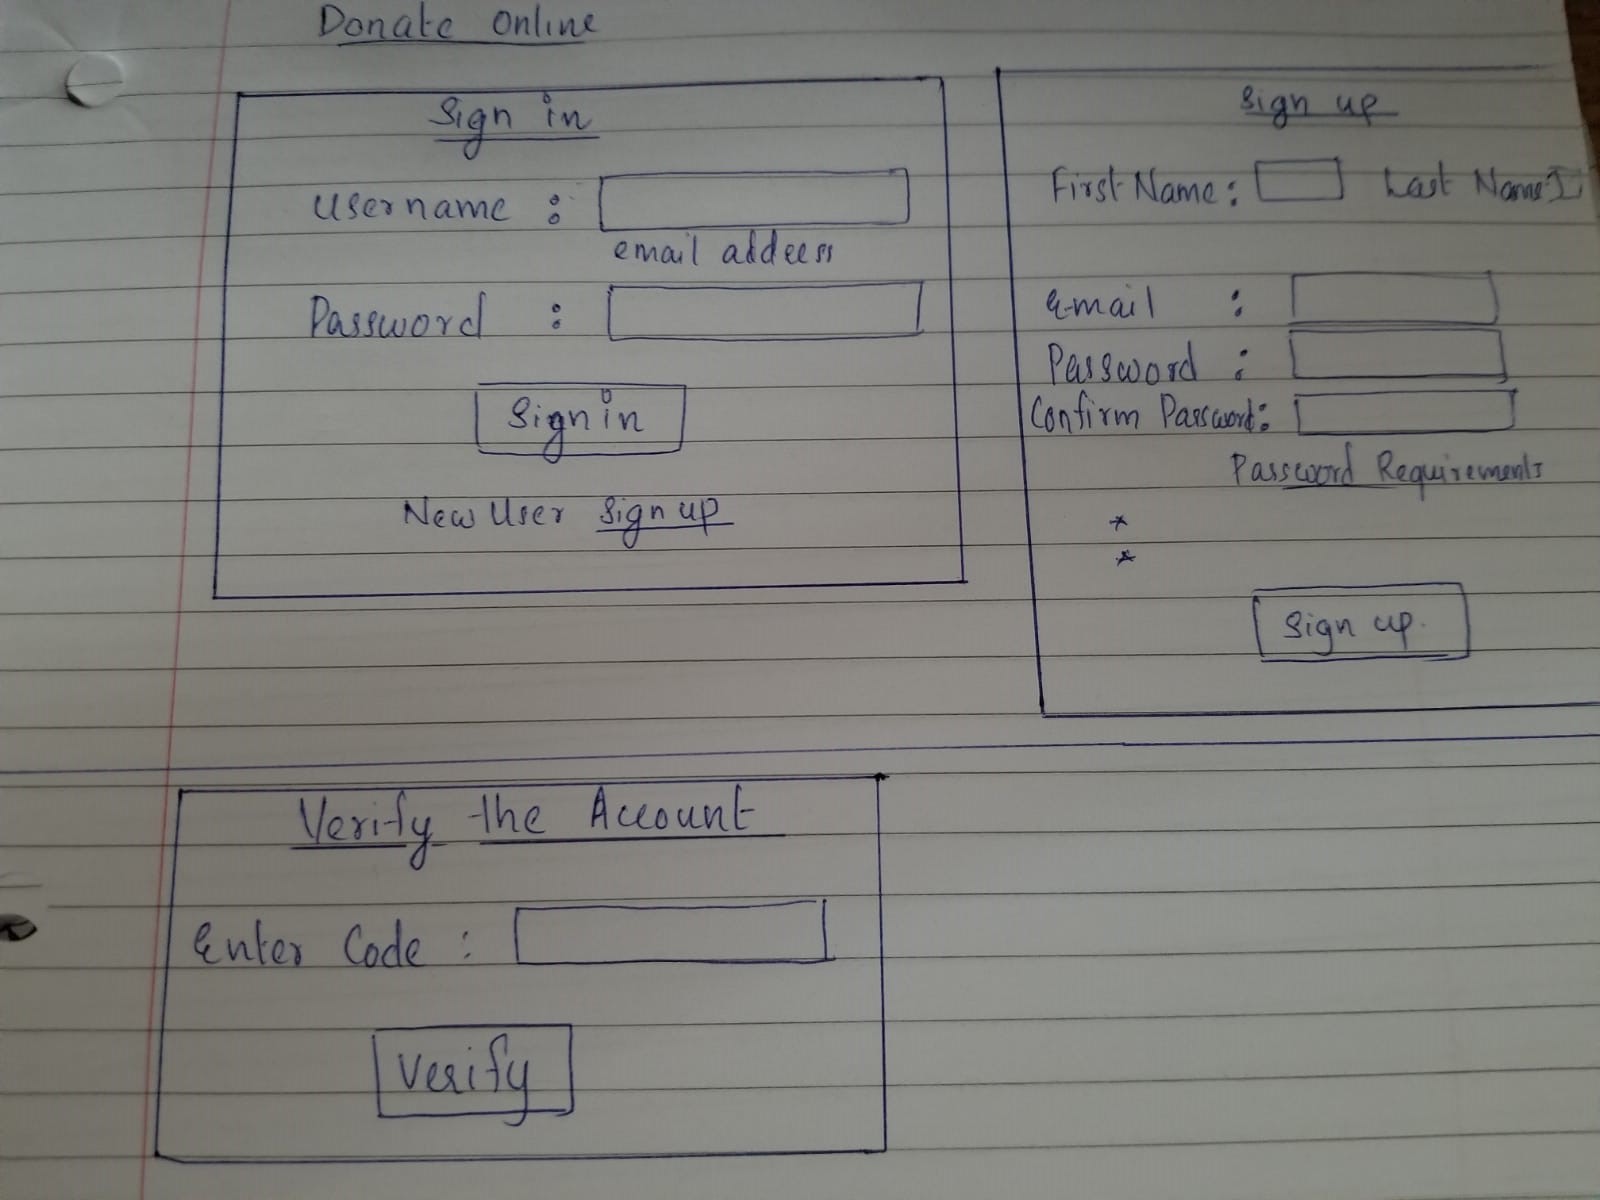 Donate Online
Sign in
Username :
email address
Password :
Sign in
New User Sign up
Sign up
First Name : Last Name
E-mail :
Password :
Confirm Password :
Password Requirements
*
*
Sign up
Verify the Account
Enter Code :
Verify